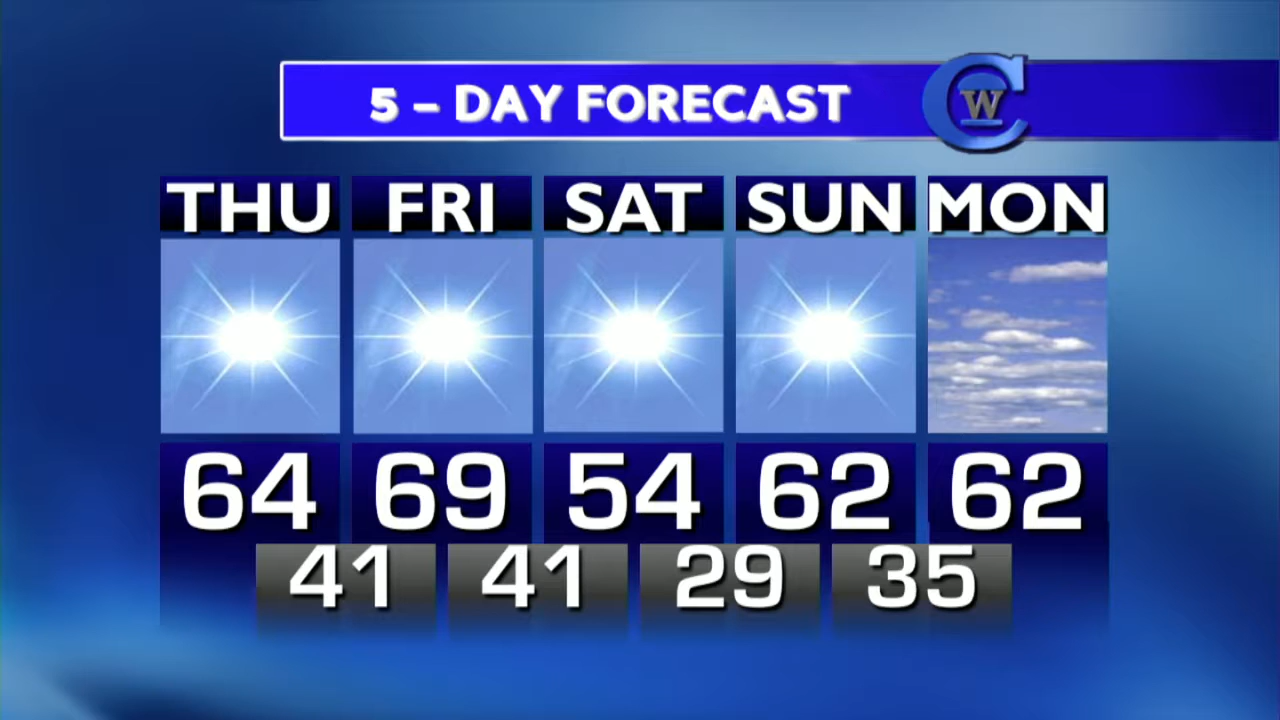 5 – DAY FORECAST
CW
THU FRI SAT SUN MON
64 69 54 62 62
41 41 29 35